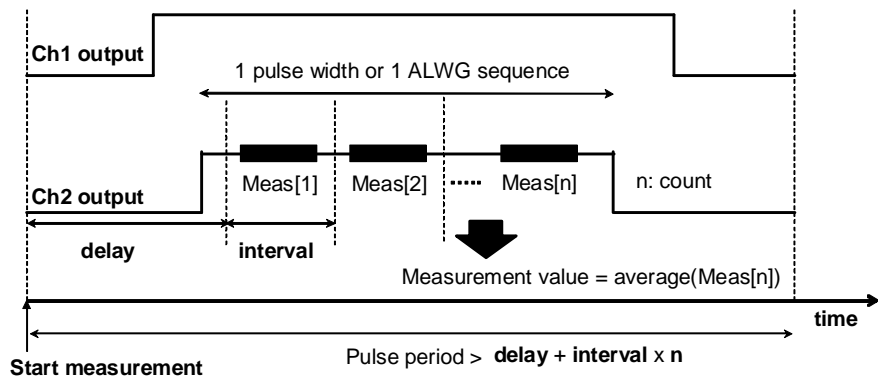 Ch1 output
1 pulse width or 1 ALWG sequence
Meas[1] Meas[2] ..... Meas[n] n: count
Ch2 output
delay interval
Measurement value = average(Meas[n])
time
Start measurement
Pulse period > delay + interval x n